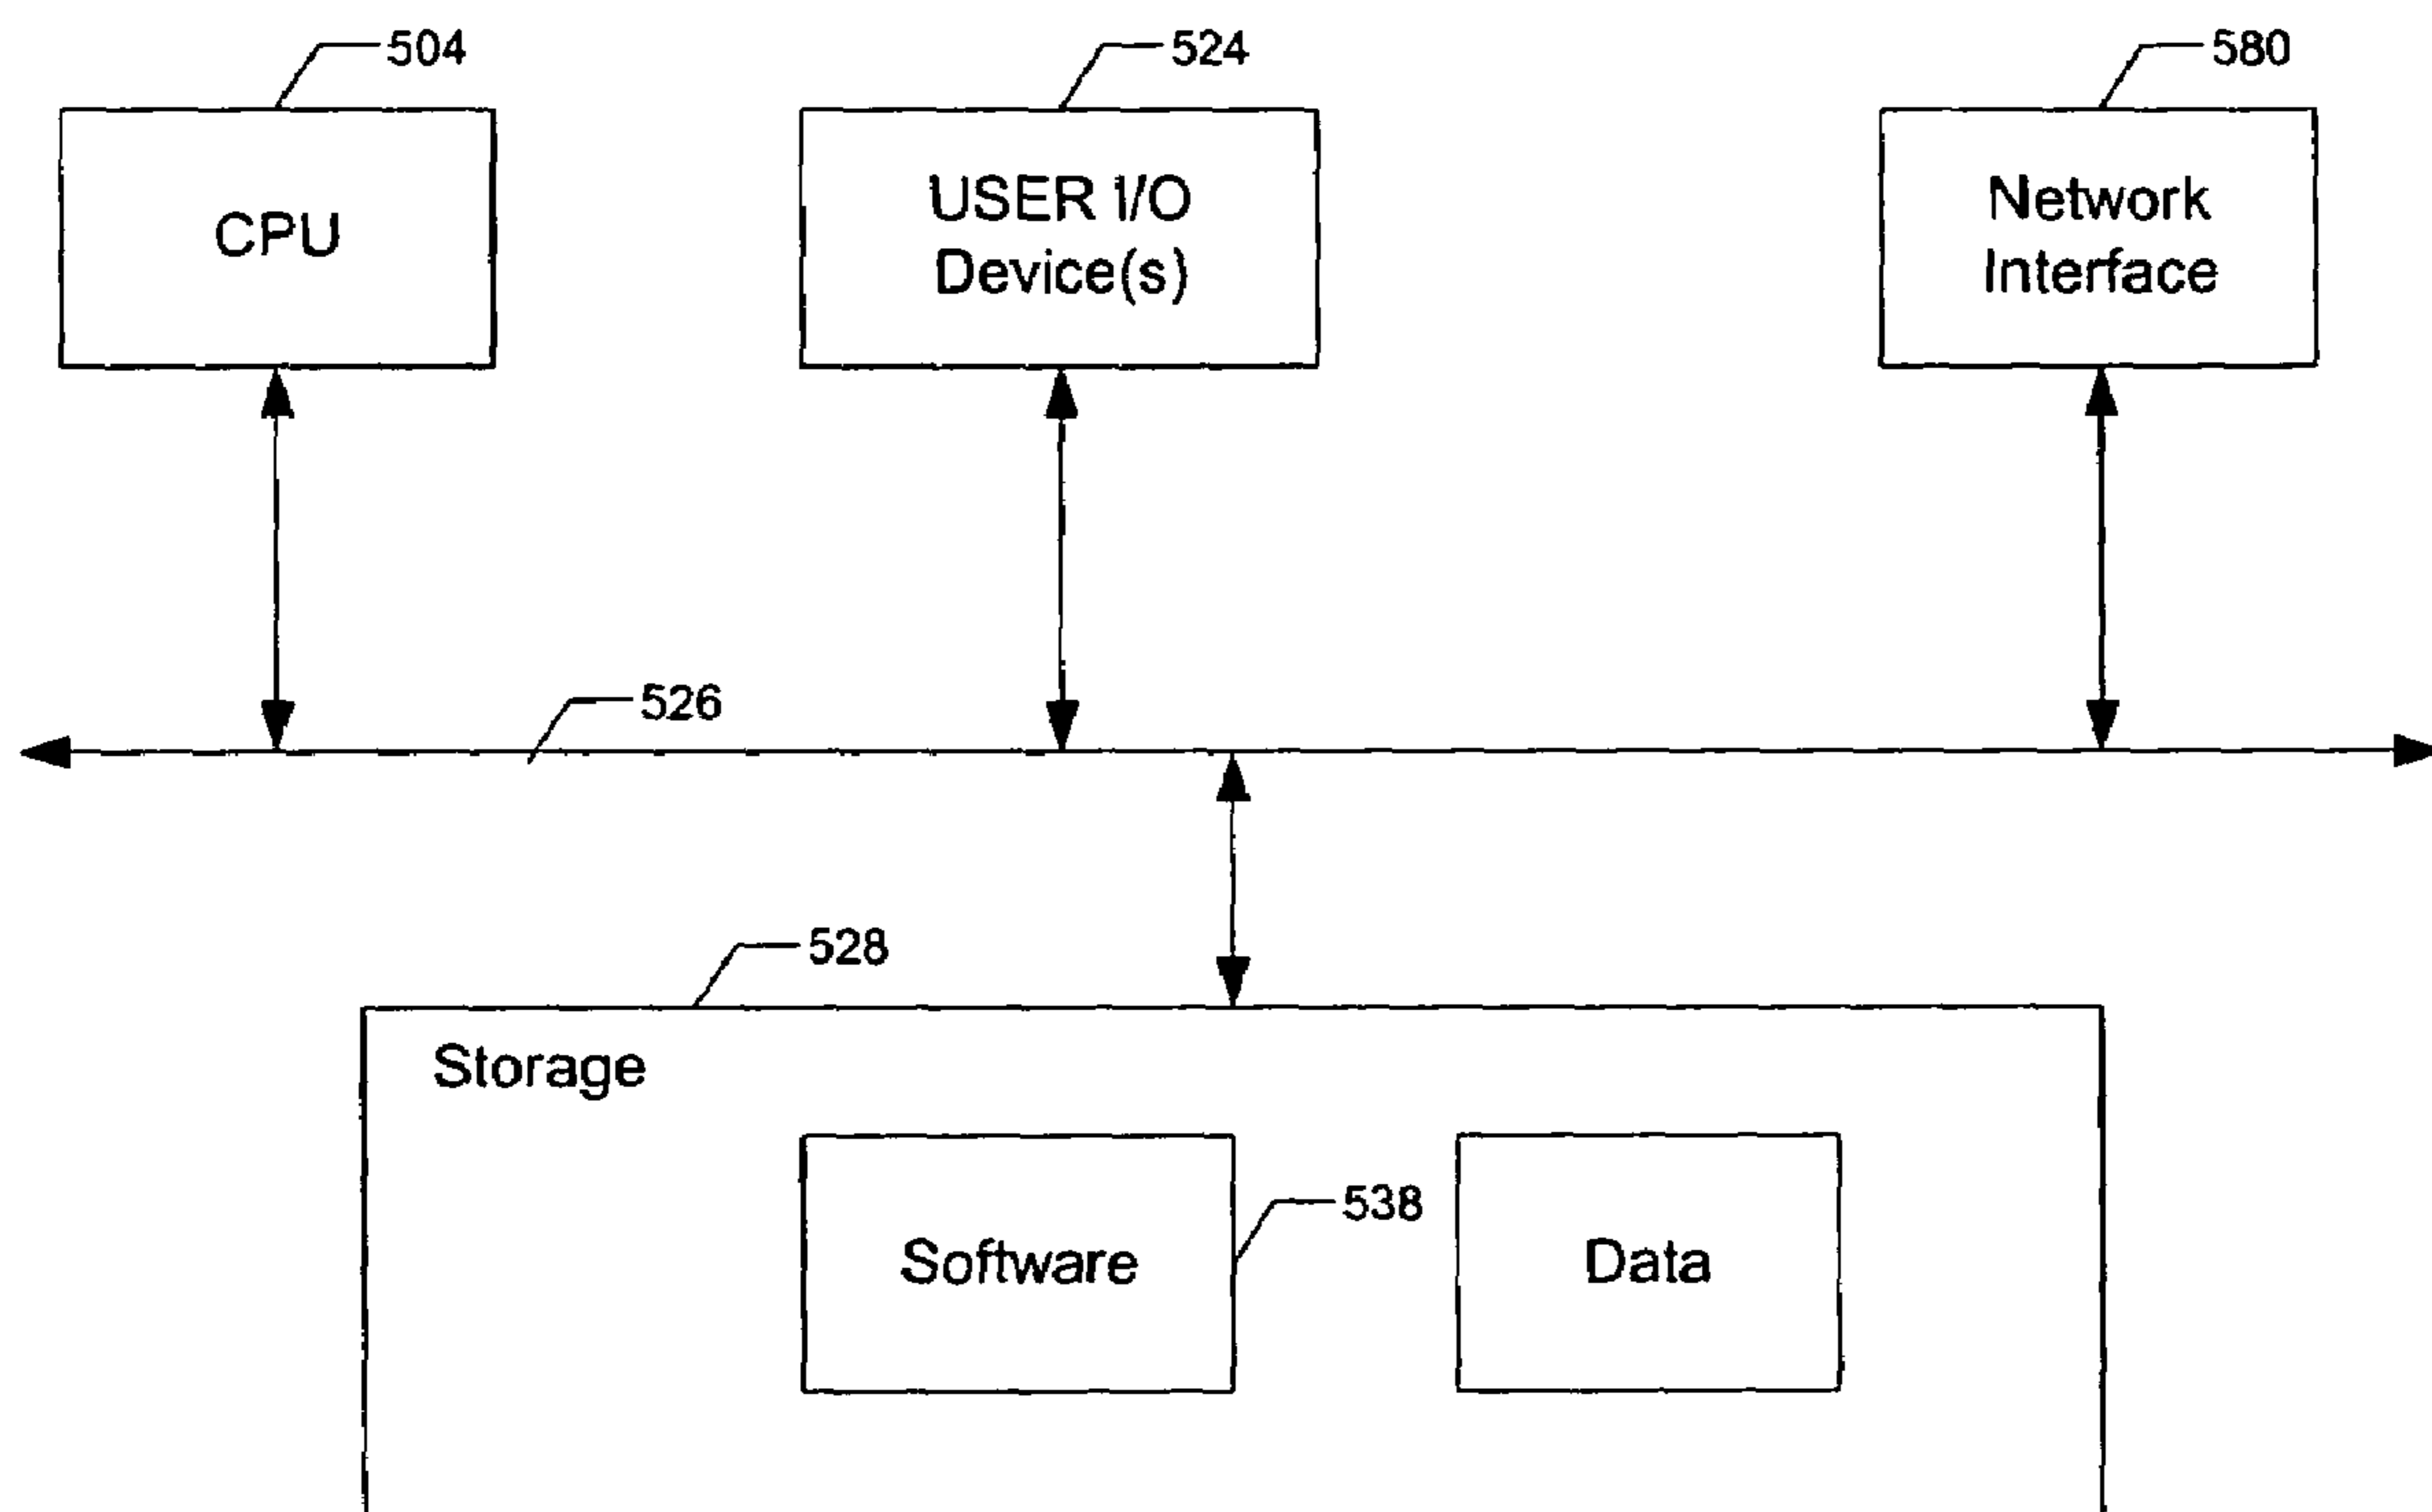 504
524
580
CPU
USER I/O
Device(s)
Network
Interface
526
528
Storage
538
Software
Data